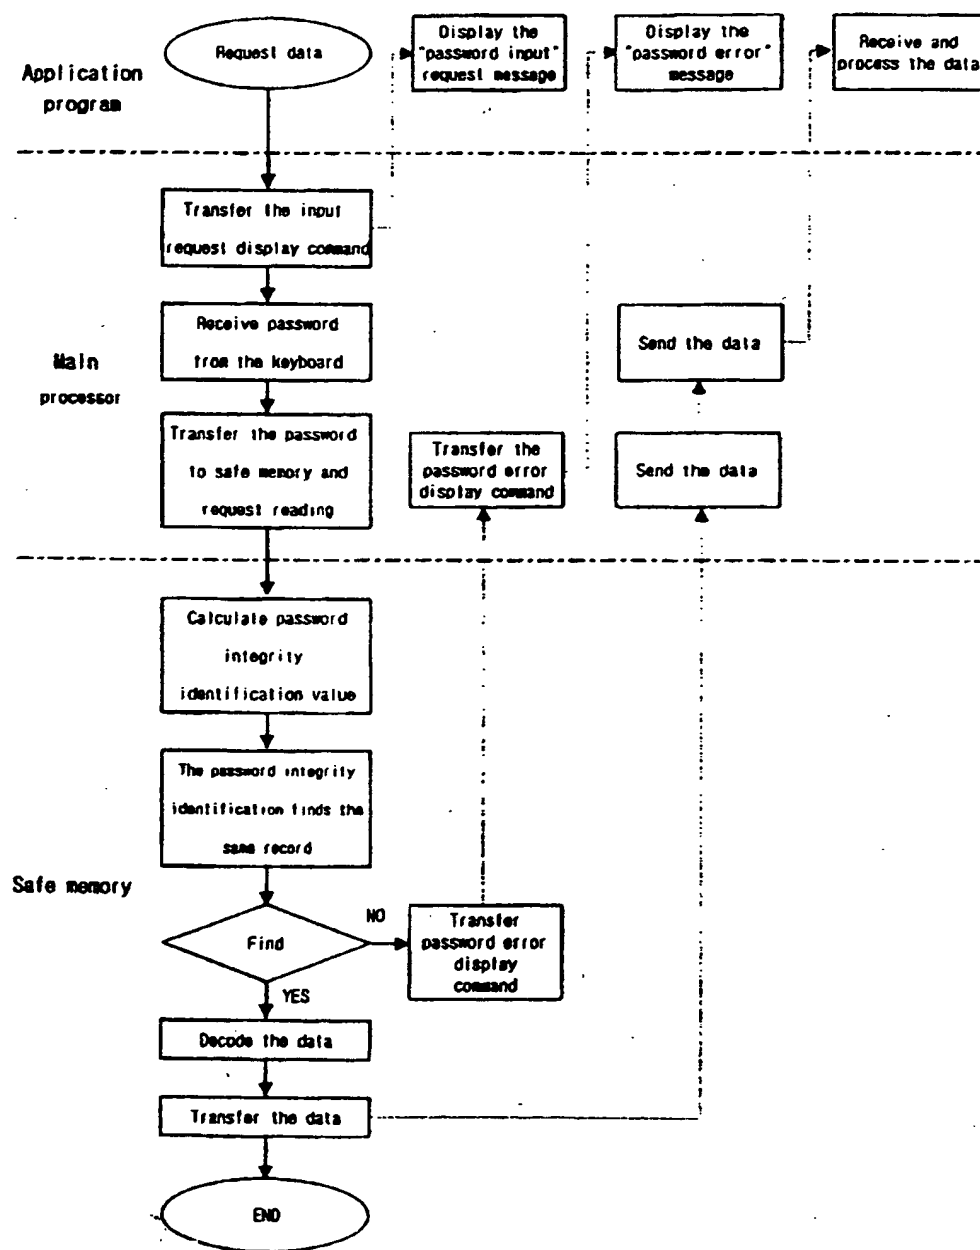 Request data
Display the
"password input"
request message
Display the
"password error"
message
Receive and
process the data
Application
program
Transfer the input
request display command
Receive password
from the keyboard
Send the data
Main
processor
Transfer the password
to safe memory and
request reading
Transfer the
password error
display command
Send the data
Calculate password
integrity
identification value
The password integrity
identification finds the
same record
Safe memory
Find
NO
Transfer
password error
display
command
YES
Decode the data
Transfer the data
END